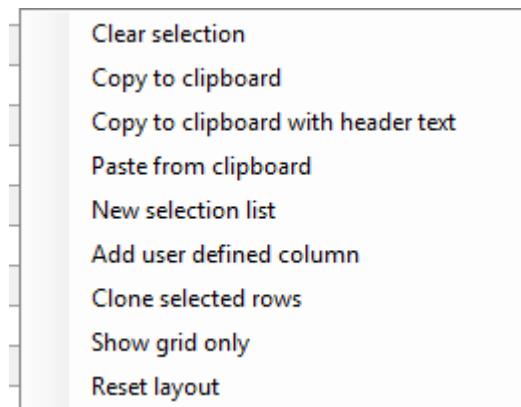 Clear selection
Copy to clipboard
Copy to clipboard with header text
Paste from clipboard
New selection list
Add user defined column
Clone selected rows
Show grid only
Reset layout